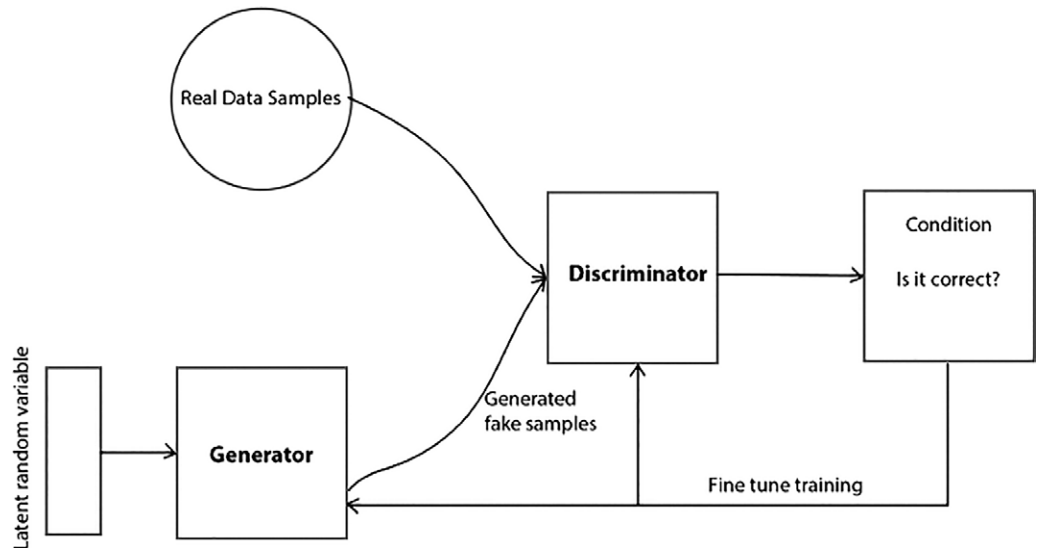 Real Data Samples
Discriminator
Condition
Is it correct?
Latent random variable
Generator
Generated
fake samples
Fine tune training